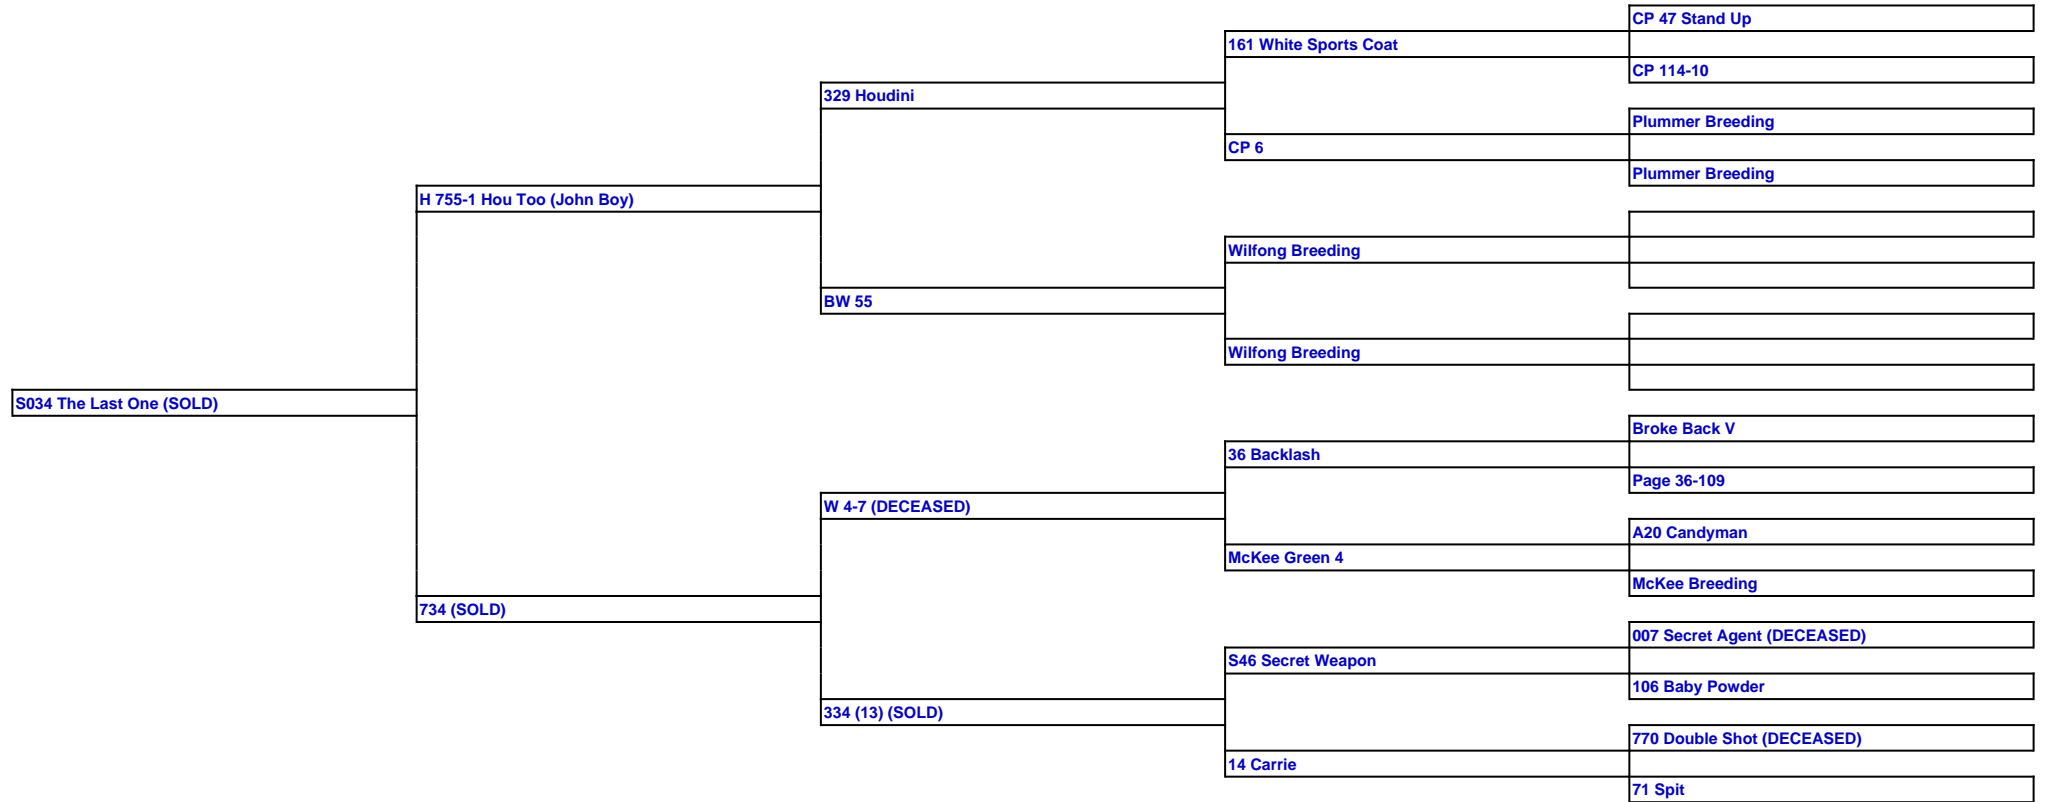 CP 47 Stand Up
161 White Sports Coat
CP 114-10
329 Houdini
Plummer Breeding
CP 6
Plummer Breeding
H 755-1 Hou Too (John Boy)
Wilfong Breeding
BW 55
Wilfong Breeding
S034 The Last One (SOLD)
Broke Back V
36 Backlash
Page 36-109
W 4-7 (DECEASED)
A20 Candyman
McKee Green 4
McKee Breeding
734 (SOLD)
007 Secret Agent (DECEASED)
S46 Secret Weapon
106 Baby Powder
334 (13) (SOLD)
770 Double Shot (DECEASED)
14 Carrie
71 Spit